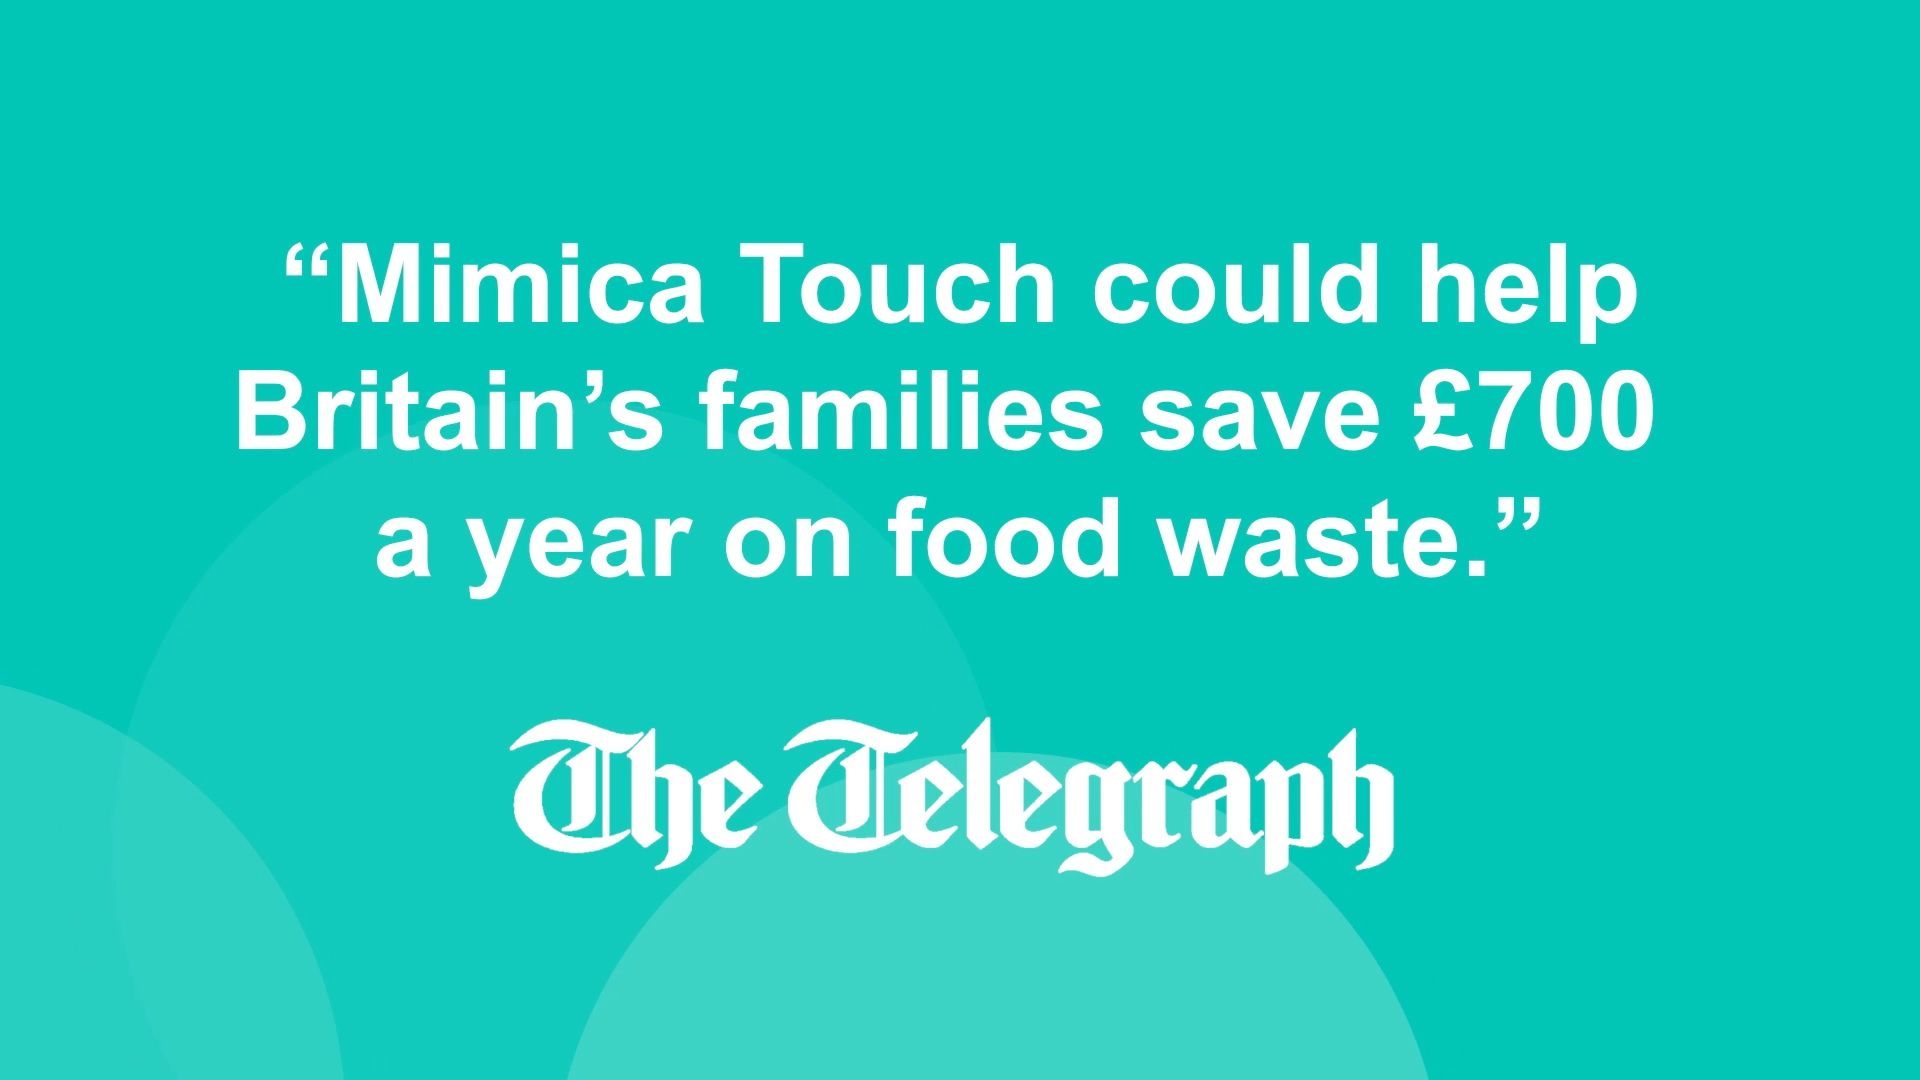 “Mimica Touch could help
Britain’s families save £700
a year on food waste.”
The Telegraph